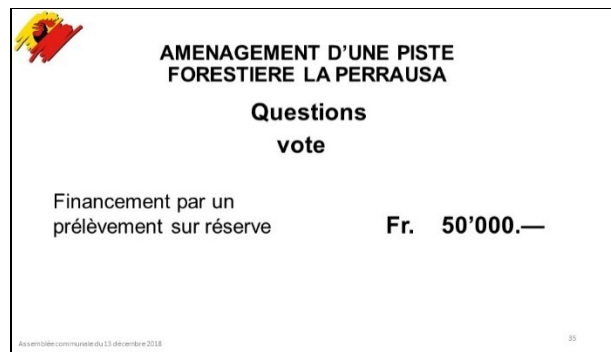 AMENAGEMENT D'UNE PISTE
FORESTIERE LA PERRAUSA
Questions
vote
Financement par un
prélèvement sur réserve Fr. 50'000.—
Assemblée communale du 13 décembre 2018
35